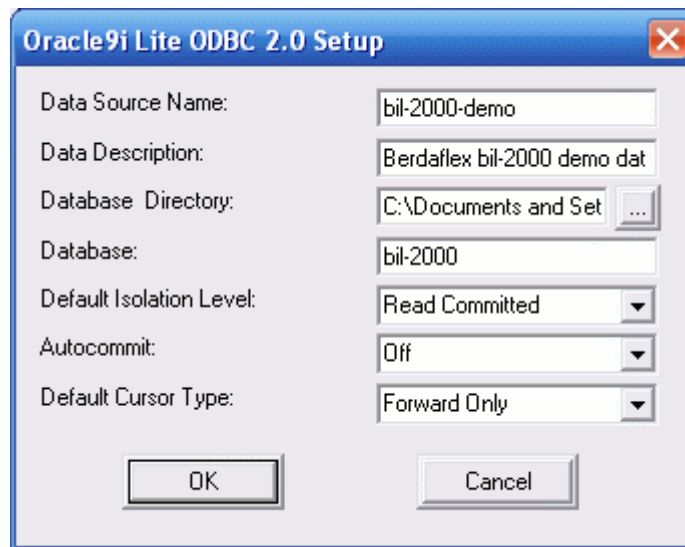 Oracle9i Lite ODBC 2.0 Setup
Data Source Name: bil-2000-demo
Data Description: Berdaflex bil-2000 demo dat
Database Directory: C:\Documents and Set ...
Database: bil-2000
Default Isolation Level: Read Committed
Autocommit: Off
Default Cursor Type: Forward Only
OK Cancel